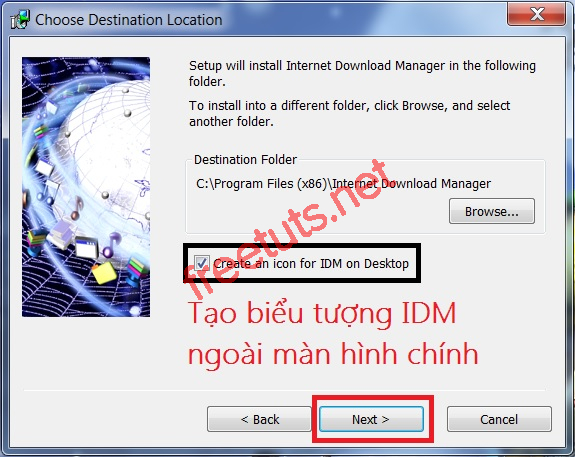 Choose Destination Location
Setup will install Internet Download Manager in the following
folder.
To install into a different folder, click Browse, and select
another folder.
Destination Folder
C:\Program Files (x86)\Internet Download Manager
Browse...
Create an icon for IDM on Desktop
freetuts.net
Tạo biểu tượng IDM
ngoài màn hình chính
< Back
Next >
Cancel